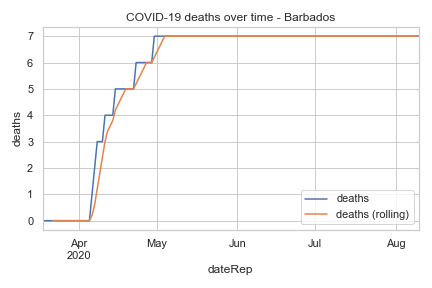 COVID-19 deaths over time - Barbados
deaths
7
6
5
4
3
2
1
0
Apr
2020
May
Jun
Jul
Aug
dateRep
deaths
deaths (rolling)